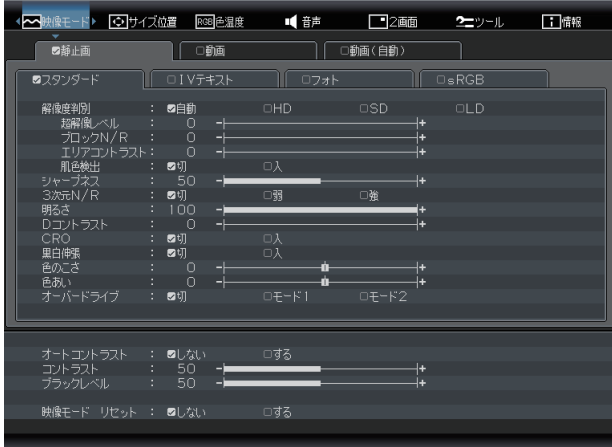 映像モード サイズ位置 RGB色温度 音声 2画面 ツール 情報
静止画 動画 動画(自動)
スタンダード IVテキスト フォト sRGB
解像度判別 : 自動 HD SD LD
超解像レベル : 0 - +
ブロックN/R : 0 - +
エリアコントラスト : 0 - +
肌色検出 : 切 入
シャープネス : 50 - +
3次元N/R : 切 弱 強
明るさ : 100 - +
Dコントラスト : 0 - +
CRO : 切 入
黒白伸張 : 切 入
色のこさ : 0 - +
色あい : 0 - +
オーバードライブ : 切 モード1 モード2
オートコントラスト : しない する
コントラスト : 50 - +
ブラックレベル : 50 - +
映像モード リセット : しない する